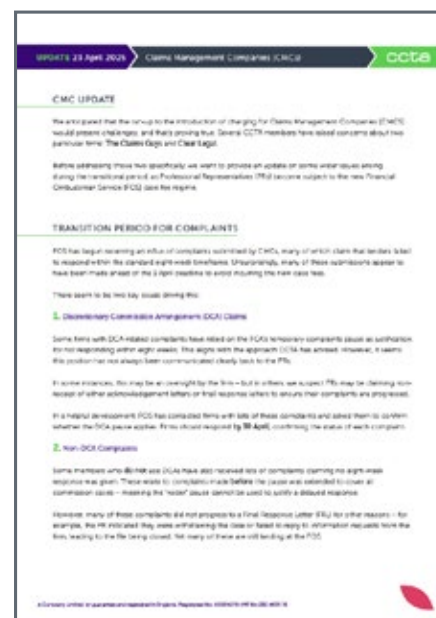 UPDATE 23 April 2025 Claims Management Companies (CMCs) ccta
CMC UPDATE
We anticipated that the run-up to the introduction of charging for Claims Management Companies (CMCs)
would present challenges, and that's proving true. Several CCTA members have raised concerns about two
particular firms: The Claims Guys and Clear Legal.
Before addressing those two specifically, we want to provide an update on some wider issues arising
during the transitional period, as Professional Representatives (PRs) become subject to the new Financial
Ombudsman Service (FOS) case fee regime.
TRANSITION PERIOD FOR COMPLAINTS
FOS has begun receiving an influx of complaints submitted by CMCs, many of which claim that lenders failed
to respond within the standard eight-week timeframe. Unsurprisingly, many of these submissions appear to
have been made ahead of the 1 April deadline to avoid incurring the new case fees.
There seem to be two key issues driving this:
1. Discretionary Commission Arrangement (DCA) Claims
Some firms with DCA-related complaints have relied on the FCA's temporary complaints pause as justification
for not responding within eight weeks. This aligns with the approach CCTA has advised. However, it seems
this position has not always been communicated clearly back to the PRs.
In some instances, this may be an oversight by the firm – but in others, we suspect PRs may be claiming non-
receipt of either acknowledgement letters or final response letters to ensure their complaints are progressed.
In a helpful development, FOS has contacted firms with lots of these complaints and asked them to confirm
whether the DCA pause applies. Firms should respond by 30 April, confirming the status of each complaint.
2. Non-DCA Complaints
Some members who do not use DCAs have also received lots of complaints claiming no eight-week
response was given. These relate to complaints made before the pause was extended to cover all
commission cases – meaning the "wider" pause cannot be used to justify a delayed response.
However, many of these complaints did not progress to a Final Response Letter (FRL) for other reasons – for
example, the PR indicated they were withdrawing the case or failed to reply to information requests from the
firm, leading to the file being closed. Yet many of these are still landing at the FOS.
A Company Limited by guarantee and registered in England. Registered No.